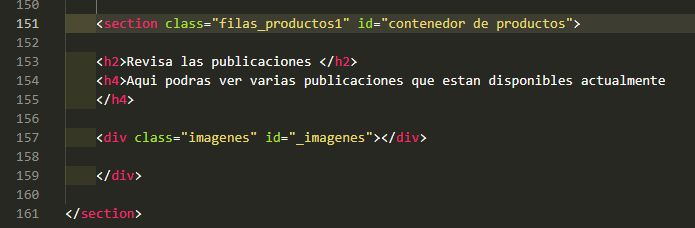 150
151 <section class="filas_productos1" id="contenedor de productos">
152
153 <h2>Revisa las publicaciones </h2>
154 <h4>Aqui podras ver varias publicaciones que estan disponibles actualmente
155 </h4>
156
157 <div class="imagenes" id="_imagenes"></div>
158
159 </div>
160
161 </section>